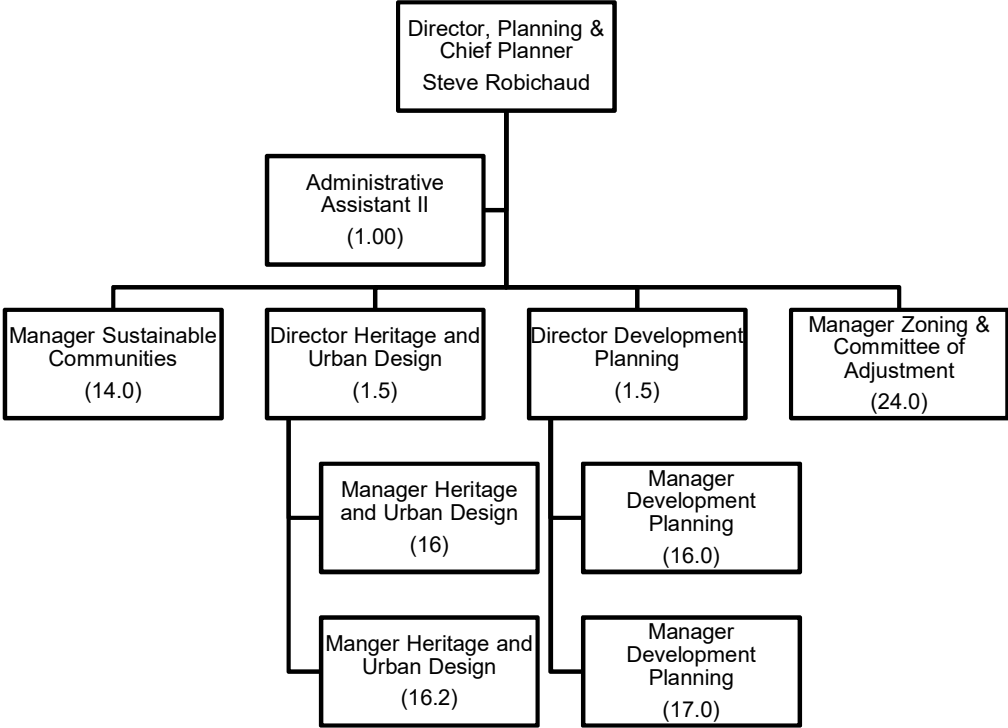 Director, Planning &
Chief Planner
Steve Robichaud
Administrative
Assistant II
(1.00)
Manager Sustainable
Communities
(14.0)
Director Heritage and
Urban Design
(1.5)
Director Development
Planning
(1.5)
Manager Zoning &
Committee of
Adjustment
(24.0)
Manager Heritage
and Urban Design
(16)
Manager
Development
Planning
(16.0)
Manger Heritage and
Urban Design
(16.2)
Manager
Development
Planning
(17.0)